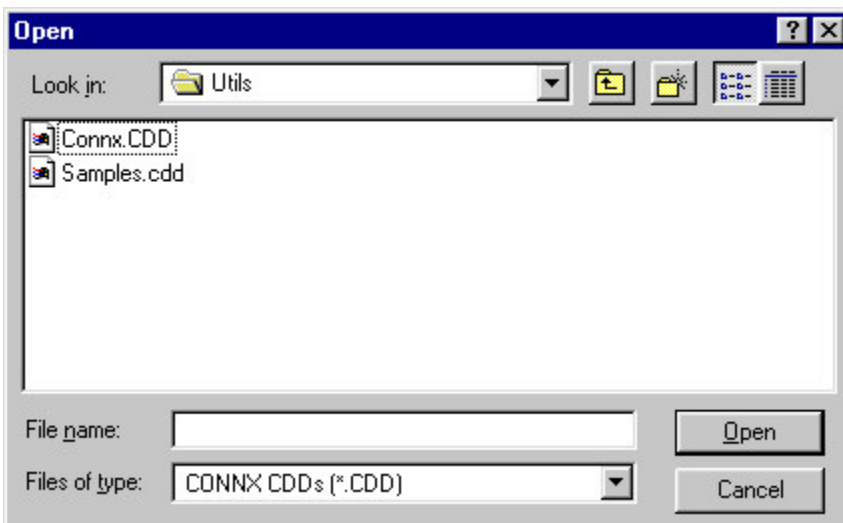 Open
Look in: Utils
Connx.CDD
Samples.cdd
File name: Open
Files of type: CONNX CDDs (*.CDD) Cancel